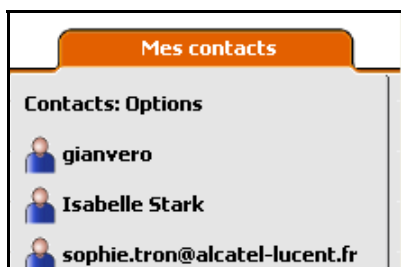 Mes contacts
Contacts: Options
gianvero
Isabelle Stark
sophie.tron@alcatel-lucent.fr